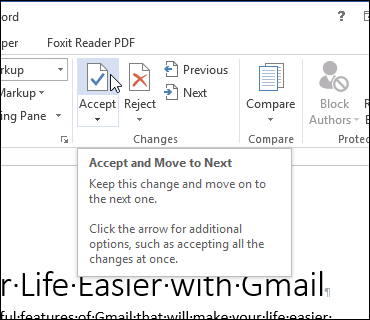 ord ?
per Foxit Reader PDF
arkup
Markup
ing Pane
Accept
Reject
Previous
Next
Changes
Compare
Compare
Block
Authors
Protec
Accept and Move to Next
Keep this change and move on to
the next one.
Click the arrow for additional
options, such as accepting all the
changes at once.
r·Life·Easier·with·Gmail¶
ful·features·of·Gmail·that·will·make·your·life·easier·